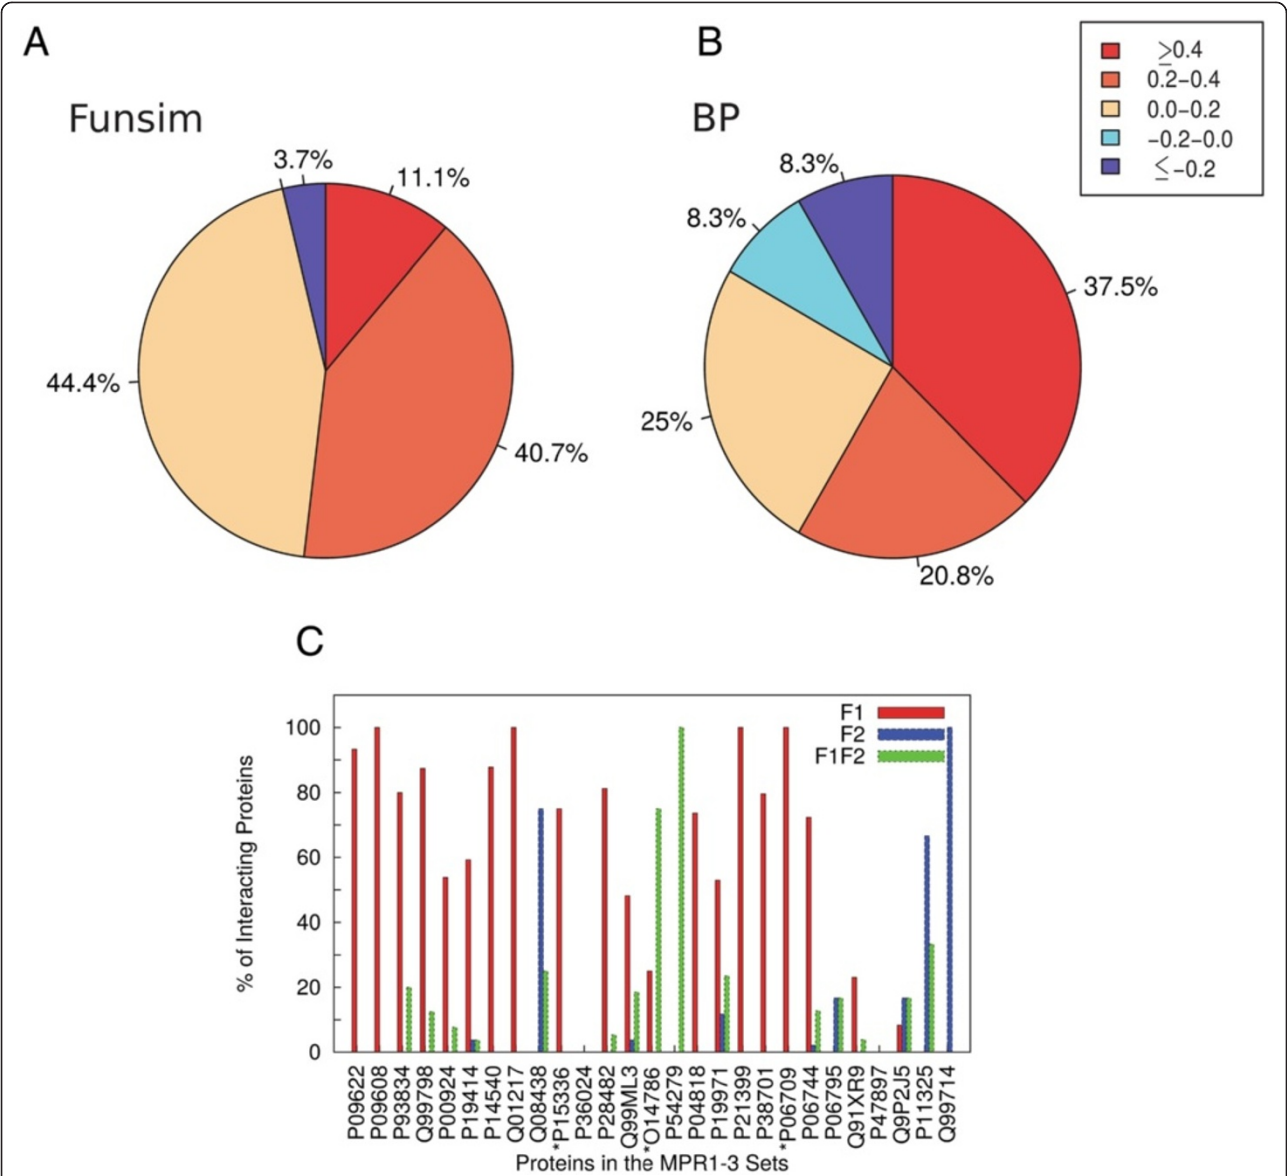 A
B
≥0.4
0.2–0.4
0.0–0.2
–0.2–0.0
≤–0.2
Funsim
BP
3.7%
11.1%
44.4%
40.7%
8.3%
8.3%
37.5%
25%
20.8%
C
F1
F2
F1F2
100
80
60
40
20
0
% of Interacting Proteins
P09622
P09608
P93834
Q99798
P00924
P19414
P14540
Q01217
Q08438
*P15336
P36024
P28482
Q99ML3
*O14786
P54279
P04818
P19971
P21399
P38701
*P06709
P06744
P06795
Q91XR9
P47897
Q9P2J5
P11325
Q99714
Proteins in the MPR1-3 Sets